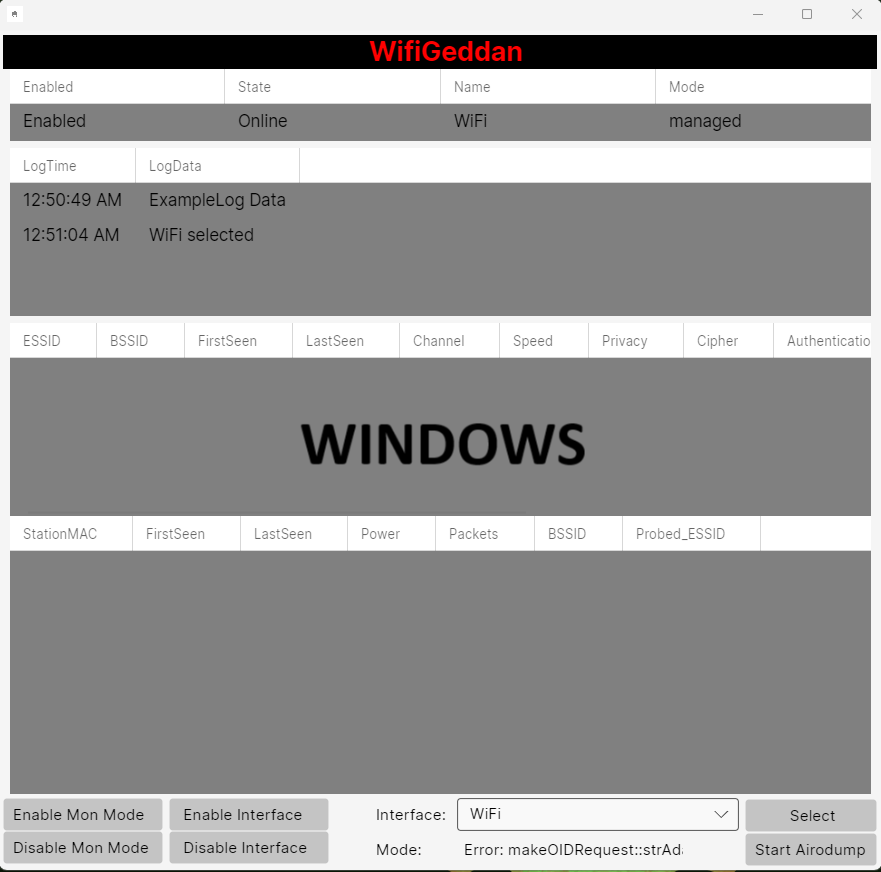 WifiGeddan
Enabled State Name Mode
Enabled Online WiFi managed
LogTime LogData
12:50:49 AM ExampleLog Data
12:51:04 AM WiFi selected
ESSID BSSID FirstSeen LastSeen Channel Speed Privacy Cipher Authenticatio
WINDOWS
StationMAC FirstSeen LastSeen Power Packets BSSID Probed_ESSID
Enable Mon Mode Enable Interface Interface: WiFi Select
Disable Mon Mode Disable Interface Mode: Error: makeOIDRequest::strAd Start Airodump